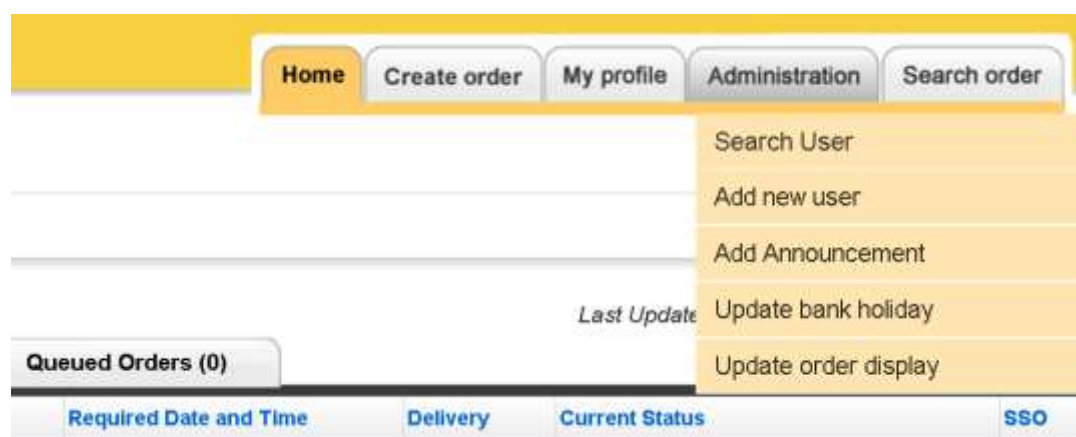 Home Create order My profile Administration Search order
Search User
Add new user
Add Announcement
Last Update Update bank holiday
Queued Orders (0) Update order display
Required Date and Time Delivery Current Status SSO